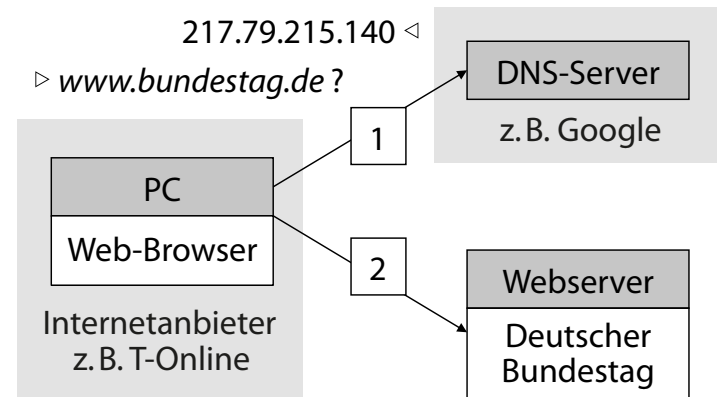 217.79.215.140 ◁
▷ www.bundestag.de ?
DNS-Server
z. B. Google
1
PC
Web-Browser
2
Internetanbieter
z. B. T-Online
Webserver
Deutscher
Bundestag